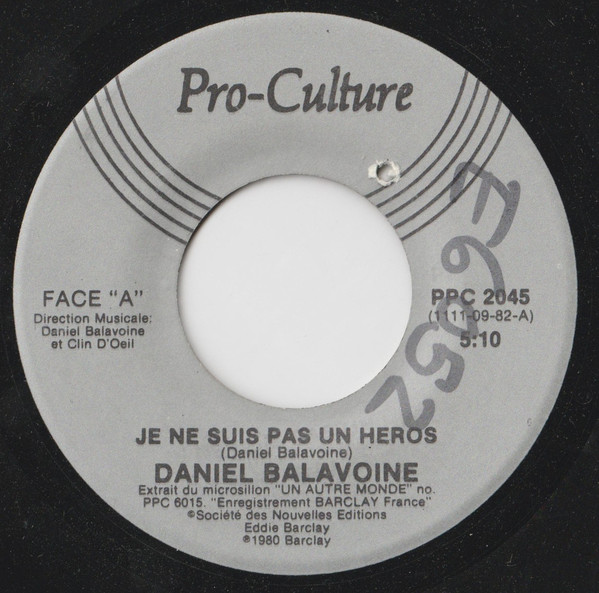 Pro-Culture
FACE "A"
Direction Musicale:
Daniel Balavoine
et Clin D'Oeil
PPC 2045
(1111-09-82-A)
5:10
E6052
JE NE SUIS PAS UN HEROS
(Daniel Balavoine)
DANIEL BALAVOINE
Extrait du microsillon "UN AUTRE MONDE" no.
PPC 6015. "Enregistrement BARCLAY France"
©Société des Nouvelles Editions
Eddie Barclay
℗1980 Barclay